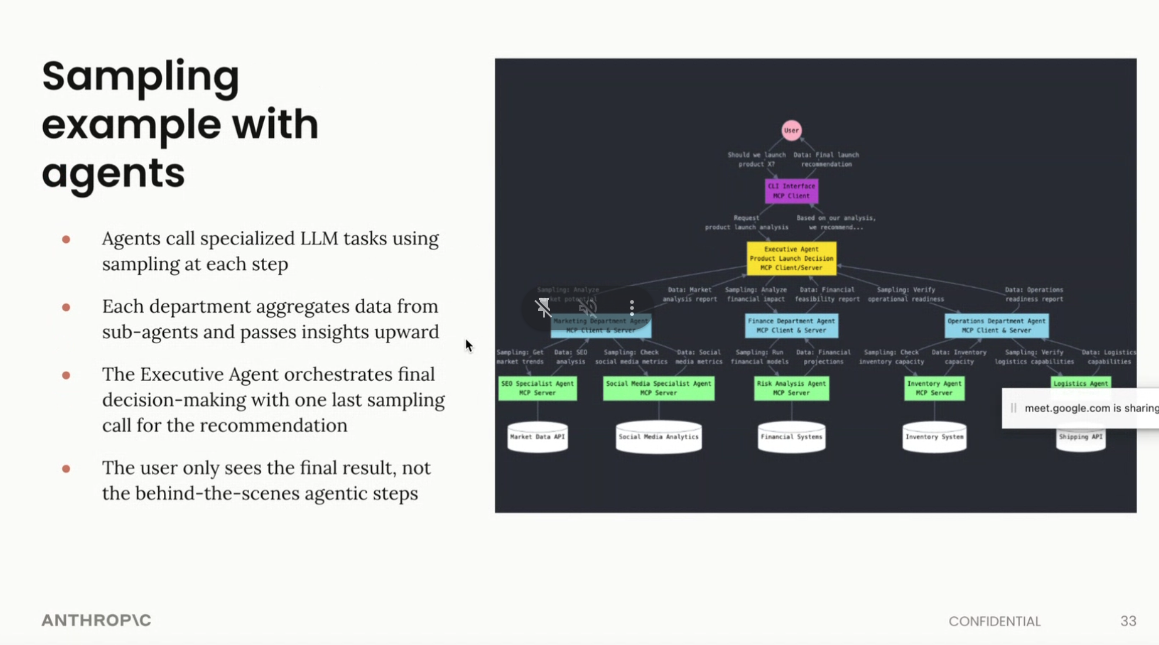 Sampling
example with
agents
Agents call specialized LLM tasks using
sampling at each step
Each department aggregates data from
sub-agents and passes insights upward
The Executive Agent orchestrates final
decision-making with one last sampling
call for the recommendation
The user only sees the final result, not
the behind-the-scenes agentic steps
User
Should we launch
product X?
Data: Final launch
recommendation
CLI Interface
MCP Client
Request
product launch analysis
Based on our analysis,
we recommend...
Executive Agent
Product Launch Decision
MCP Client/Server
Sampling: Analyze
potential
Data: Market
analysis report
Sampling: Analyze
financial impact
Data: Financial
feasibility report
Sampling: Verify
operational readiness
Data: Operations
readiness report
Marketing Department Agent
MCP Client & Server
Finance Department Agent
MCP Client & Server
Operations Department Agent
MCP Client & Server
Sampling: Get
market trends
Data: SEO
analysis
Sampling: Check
social media metrics
Data: Social
media metrics
Sampling: Run
financial models
Data: Financial
projections
Sampling: Check
inventory capacity
Data: Inventory
capacity
Sampling: Verify
logistics capabilities
Data: Logistics
capabilities
SEO Specialist Agent
MCP Server
Social Media Specialist Agent
MCP Server
Risk Analysis Agent
MCP Server
Inventory Agent
MCP Server
Logistics Agent
Market Data API
Social Media Analytics
Financial Systems
Inventory System
Shipping API
meet.google.com is sharing
ANTHROP\C
CONFIDENTIAL
33